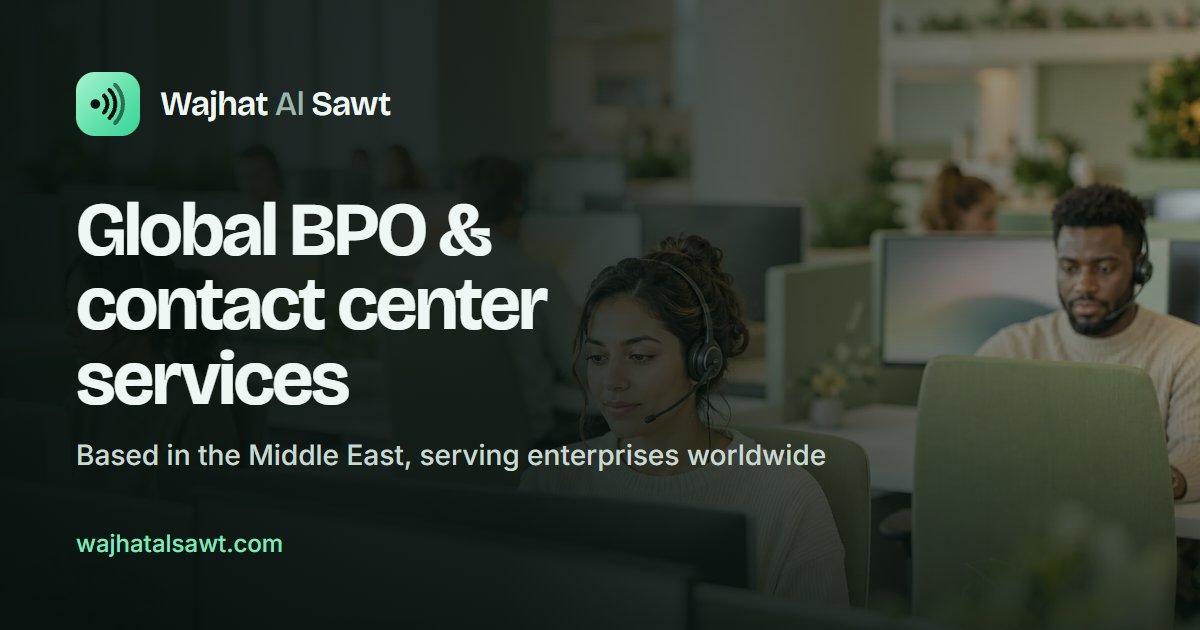 Wajhat Al Sawt
Global BPO &
contact center
services
Based in the Middle East, serving enterprises worldwide
wajhatalsawt.com